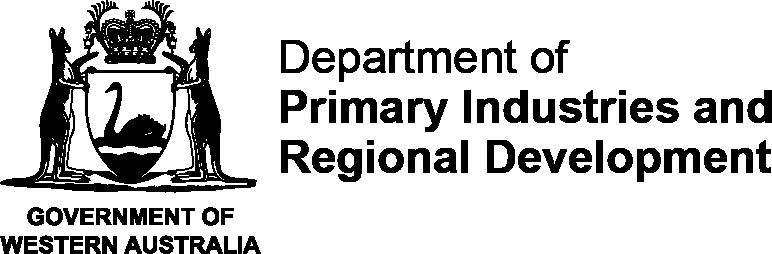 Department of
Primary Industries and
Regional Development
GOVERNMENT OF
WESTERN AUSTRALIA